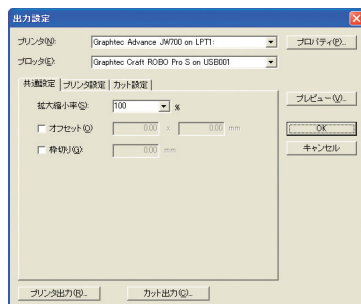 出力設定
プリンタ(N): Graphtec Advance JW700 on LPT1: プロパティ(P)...
プロッタ(E): Graphtec Craft ROBO Pro S on USB001
共通設定 プリンタ設定 カット設定
プレビュー(V)...
拡大縮小率(S): 100 %
オフセット(O) 0.00 x 0.00 mm
OK
枠切り(G): 0.00 mm
キャンセル
プリンタ出力(R)... カット出力(C)...